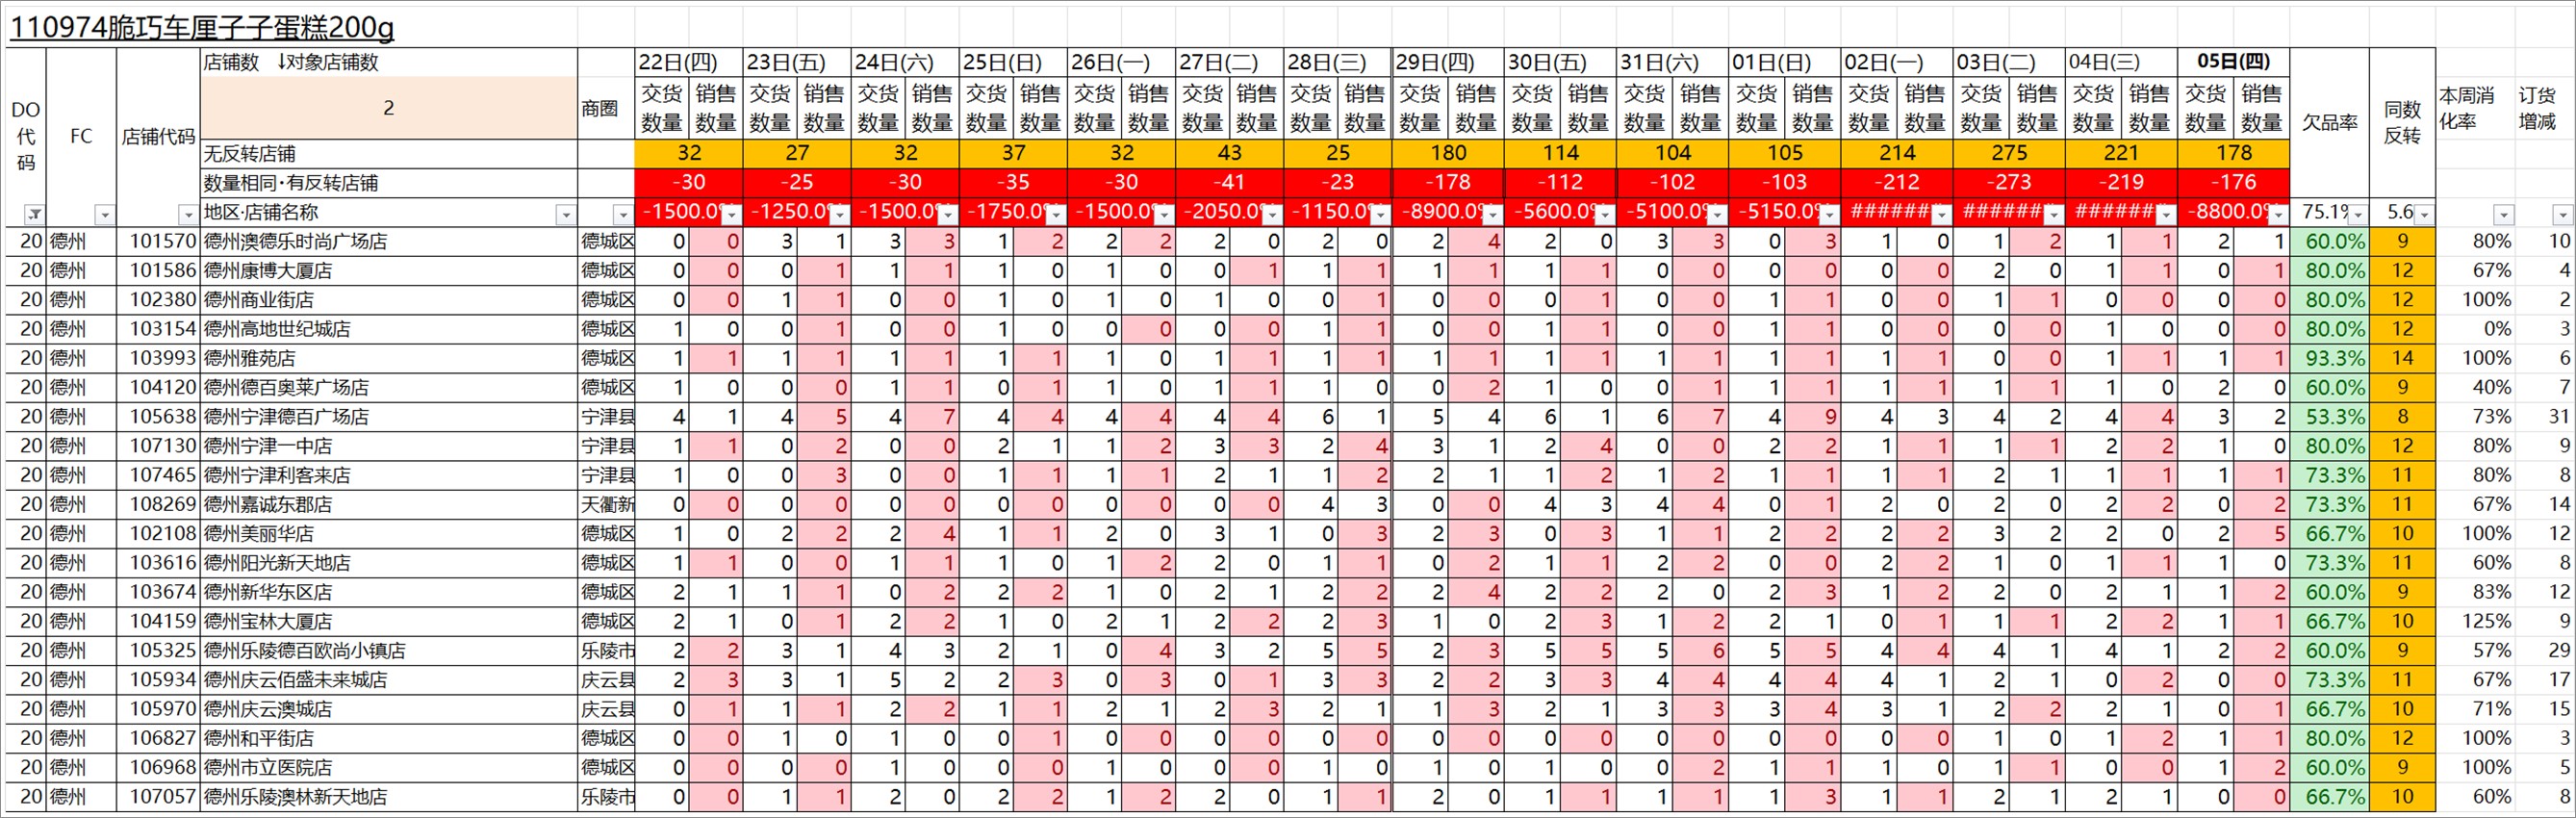 110974脆巧车厘子子蛋糕200g
DO代码 FC 店铺代码 店铺数 ↓对象店铺数 商圈 22日(四) 23日(五) 24日(六) 25日(日) 26日(一) 27日(二) 28日(三) 29日(四) 30日(五) 31日(六) 01日(日) 02日(一) 03日(二) 04日(三) 05日(四) 欠品率 同数反转 本周消化率 订货增减
2 交货数量 销售数量 交货数量 销售数量 交货数量 销售数量 交货数量 销售数量 交货数量 销售数量 交货数量 销售数量 交货数量 销售数量 交货数量 销售数量 交货数量 销售数量 交货数量 销售数量 交货数量 销售数量 交货数量 销售数量 交货数量 销售数量 交货数量 销售数量 交货数量 销售数量
无反转店铺 32 27 32 37 32 43 25 180 114 104 105 214 275 221 178
数量相同·有反转店铺 -30 -25 -30 -35 -30 -41 -23 -178 -112 -102 -103 -212 -273 -219 -176
地区·店铺名称 -1500.0% -1250.0% -1500.0% -1750.0% -1500.0% -2050.0% -1150.0% -8900.0% -5600.0% -5100.0% -5150.0% ####### ####### ####### -8800.0% 75.1% 5.6
20 德州 101570 德州澳德乐时尚广场店 德城区 0 0 3 1 3 3 1 2 2 2 2 0 2 0 2 4 2 0 3 3 0 3 1 0 1 2 1 1 2 1 60.0% 9 80% 10
20 德州 101586 德州康博大厦店 德城区 0 0 0 1 1 1 1 0 1 0 0 1 1 1 1 1 1 1 0 0 0 0 0 0 2 0 1 1 0 1 80.0% 12 67% 4
20 德州 102380 德州商业街店 德城区 0 0 1 1 0 0 1 0 1 0 1 0 0 1 0 0 0 1 0 0 1 1 0 0 1 1 0 0 0 0 80.0% 12 100% 2
20 德州 103154 德州高地世纪城店 德城区 1 0 0 1 0 0 1 0 0 0 0 0 1 1 0 0 1 1 0 0 1 1 0 0 0 0 1 0 0 0 80.0% 12 0% 3
20 德州 103993 德州雅苑店 德城区 1 1 1 1 1 1 1 1 1 0 1 1 1 1 1 1 1 1 1 1 1 1 1 1 0 0 1 1 1 1 93.3% 14 100% 6
20 德州 104120 德州德百奥莱广场店 德城区 1 0 0 0 1 1 0 1 1 0 1 1 1 0 0 2 1 0 0 1 1 1 1 1 1 1 1 0 2 0 60.0% 9 40% 7
20 德州 105638 德州宁津德百广场店 宁津县 4 1 4 5 4 7 4 4 4 4 4 4 6 1 5 4 6 1 6 7 4 9 4 3 4 2 4 4 3 2 53.3% 8 73% 31
20 德州 107130 德州宁津一中店 宁津县 1 1 0 2 0 0 2 1 1 2 3 3 2 4 3 1 2 4 0 0 2 2 1 1 1 1 2 2 1 0 80.0% 12 80% 9
20 德州 107465 德州宁津利客来店 宁津县 1 0 0 3 0 0 1 1 1 1 2 1 1 2 2 1 1 2 1 2 1 1 1 1 2 1 1 1 1 1 73.3% 11 80% 8
20 德州 108269 德州嘉诚东郡店 天衢新 0 0 0 0 0 0 0 0 0 0 0 0 4 3 0 0 4 3 4 4 0 1 2 0 2 0 2 2 0 2 73.3% 11 67% 14
20 德州 102108 德州美丽华店 德城区 1 0 2 2 2 4 1 1 2 0 3 1 0 3 2 3 0 3 1 1 2 2 2 2 3 2 2 0 2 5 66.7% 10 100% 12
20 德州 103616 德州阳光新天地店 德城区 1 1 0 0 1 1 1 0 1 2 2 0 1 1 0 2 1 1 2 2 0 0 2 2 1 0 1 1 1 0 73.3% 11 60% 8
20 德州 103674 德州新华东区店 德城区 2 1 1 1 0 2 2 2 1 0 2 1 2 2 2 4 2 2 2 0 2 3 1 2 2 0 2 1 1 2 60.0% 9 83% 12
20 德州 104159 德州宝林大厦店 德城区 2 1 0 1 2 2 1 0 2 1 2 2 2 3 1 0 2 3 1 2 2 1 0 1 1 1 2 2 1 1 66.7% 10 125% 9
20 德州 105325 德州乐陵德百欧尚小镇店 乐陵市 2 2 3 1 4 3 2 1 0 4 3 2 5 5 2 3 5 5 5 6 5 5 4 4 4 1 4 1 2 2 60.0% 9 57% 29
20 德州 105934 德州庆云佰盛未来城店 庆云县 2 3 3 1 5 2 2 3 0 3 0 1 3 3 2 2 3 3 4 4 4 4 4 1 2 1 0 2 0 0 73.3% 11 67% 17
20 德州 105970 德州庆云澳城店 庆云县 0 1 1 1 2 2 1 1 2 1 2 3 2 1 1 3 2 1 3 3 3 4 3 1 2 2 2 1 0 1 66.7% 10 71% 15
20 德州 106827 德州和平街店 德城区 0 0 1 0 1 0 0 1 0 0 0 0 0 0 0 0 0 0 0 0 0 0 0 0 1 0 1 2 1 1 80.0% 12 100% 3
20 德州 106968 德州市立医院店 德城区 0 0 0 0 1 0 0 0 1 0 0 0 1 0 1 0 1 0 0 2 1 1 1 0 1 1 0 0 1 2 60.0% 9 100% 5
20 德州 107057 德州乐陵澳林新天地店 乐陵市 0 0 1 1 2 0 2 2 1 2 2 0 1 1 2 0 1 1 1 1 1 3 1 1 2 1 2 1 0 0 66.7% 10 60% 8